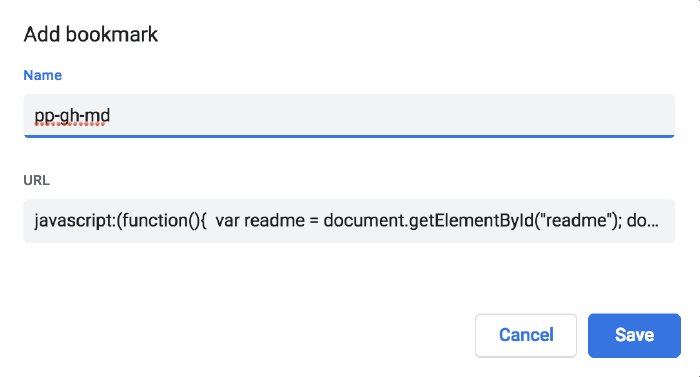 Add bookmark
Name
pp-gh-md
URL
javascript:(function(){  var readme = document.getElementById("readme"); do...
Cancel
Save